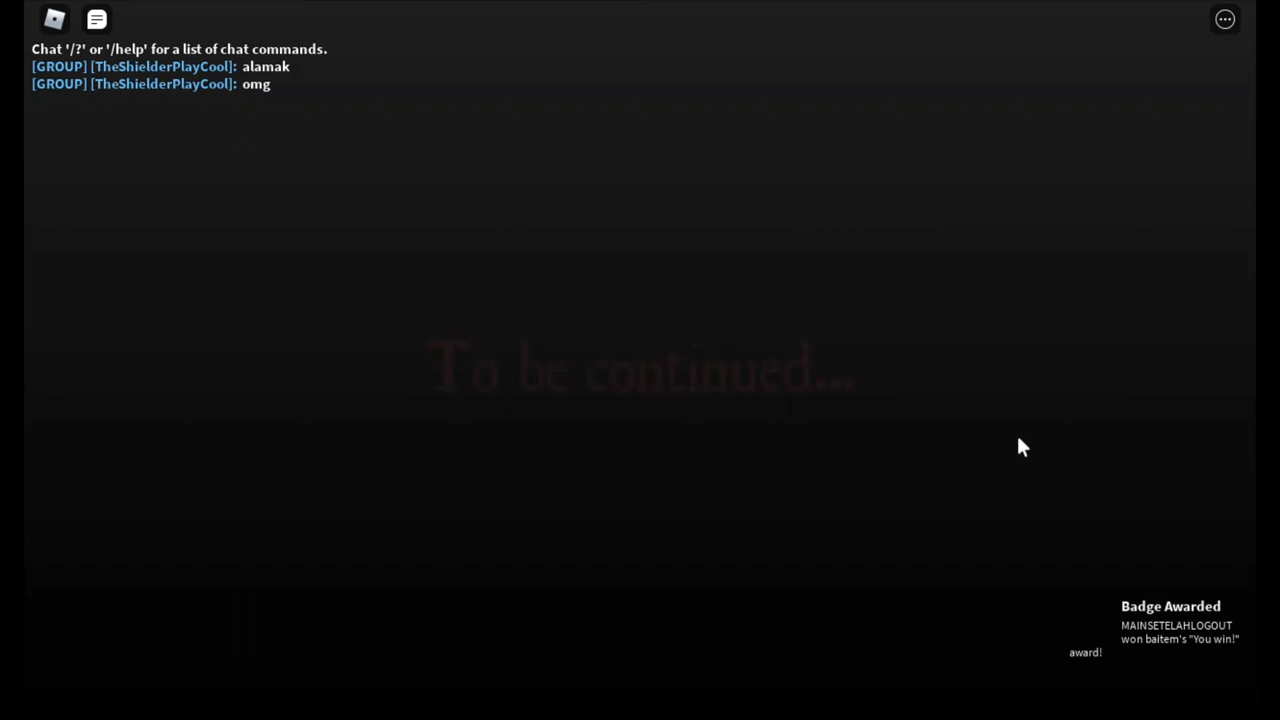 Chat '/?' or '/help' for a list of chat commands.
[GROUP] [TheShielderPlayCool]: alamak
[GROUP] [TheShielderPlayCool]: omg
To be continued...
Badge Awarded
MAINSETELAHLOGOUT
won baitem's "You win!"
award!